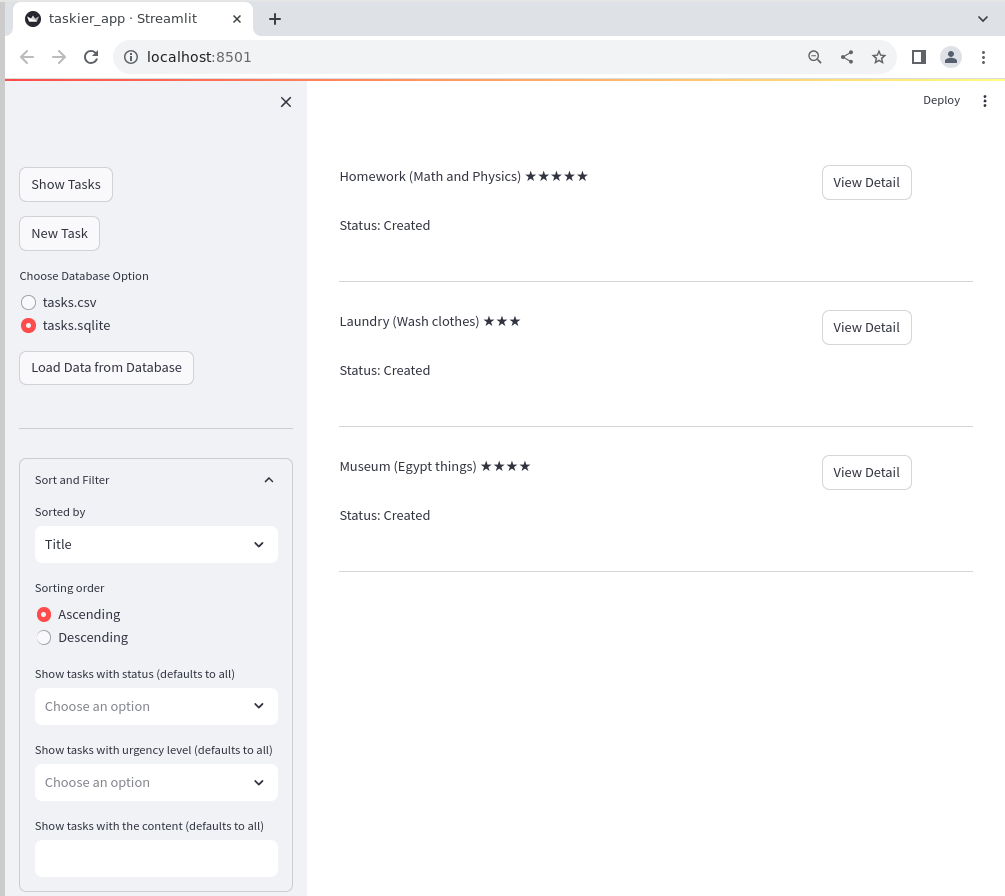 taskier_app · Streamlit
localhost:8501
Deploy
Show Tasks
New Task
Choose Database Option
tasks.csv
tasks.sqlite
Load Data from Database
Sort and Filter
Sorted by
Title
Sorting order
Ascending
Descending
Show tasks with status (defaults to all)
Choose an option
Show tasks with urgency level (defaults to all)
Choose an option
Show tasks with the content (defaults to all)
Homework (Math and Physics) ★★★★★
View Detail
Status: Created
Laundry (Wash clothes) ★★★
View Detail
Status: Created
Museum (Egypt things) ★★★★
View Detail
Status: Created